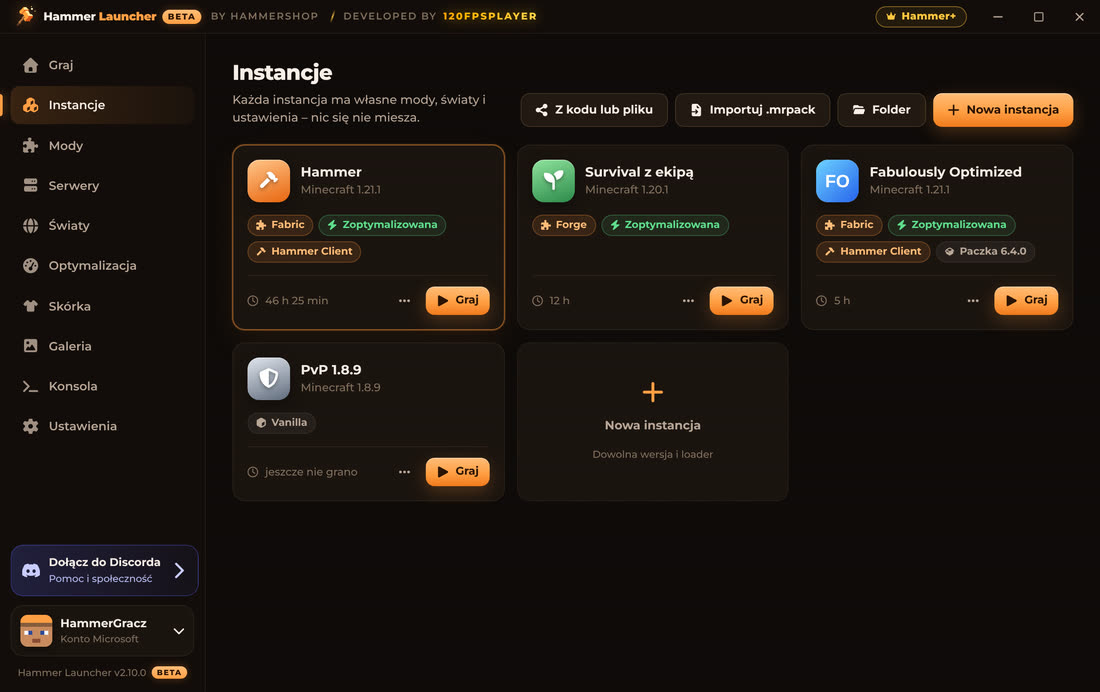 Hammer Launcher BETA BY HAMMERSHOP / DEVELOPED BY 120FPSPLAYER
Hammer+
Graj
Instancje
Mody
Serwery
Światy
Optymalizacja
Skórka
Galeria
Konsola
Ustawienia
Dołącz do Discorda
Pomoc i społeczność
HammerGracz
Konto Microsoft
Hammer Launcher v2.10.0 BETA
Instancje
Każda instancja ma własne mody, światy i
ustawienia – nic się nie miesza.
Z kodu lub pliku
Importuj .mrpack
Folder
Nowa instancja
Hammer
Minecraft 1.21.1
Fabric
Zoptymalizowana
Hammer Client
46 h 25 min
Graj
Survival z ekipą
Minecraft 1.20.1
Forge
Zoptymalizowana
12 h
Graj
FO
Fabulously Optimized
Minecraft 1.21.1
Fabric
Zoptymalizowana
Hammer Client
Paczka 6.4.0
5 h
Graj
PvP 1.8.9
Minecraft 1.8.9
Vanilla
jeszcze nie grano
Graj
Nowa instancja
Dowolna wersja i loader